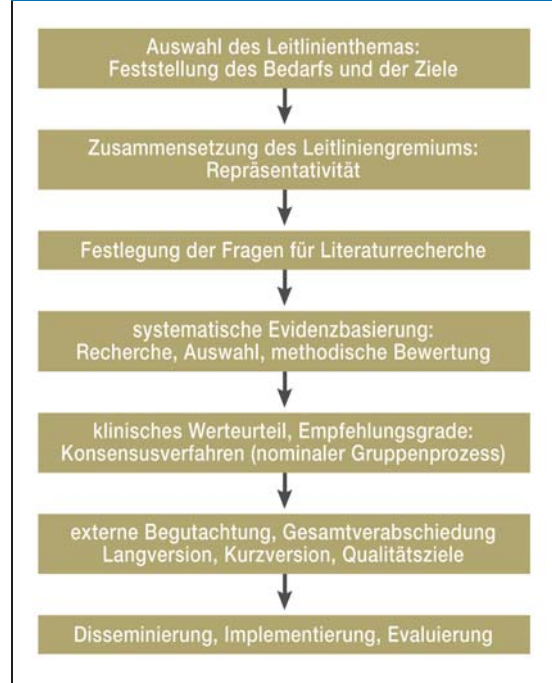 Auswahl des Leitlinienthemas:
Feststellung des Bedarfs und der Ziele
Zusammensetzung des Leitliniengremiums:
Repräsentativität
Festlegung der Fragen für Literaturrecherche
systematische Evidenzbasierung:
Recherche, Auswahl, methodische Bewertung
klinisches Werteurteil, Empfehlungsgrade:
Konsensusverfahren (nominaler Gruppenprozess)
externe Begutachtung, Gesamtverabschiedung
Langversion, Kurzversion, Qualitätsziele
Disseminierung, Implementierung, Evaluierung